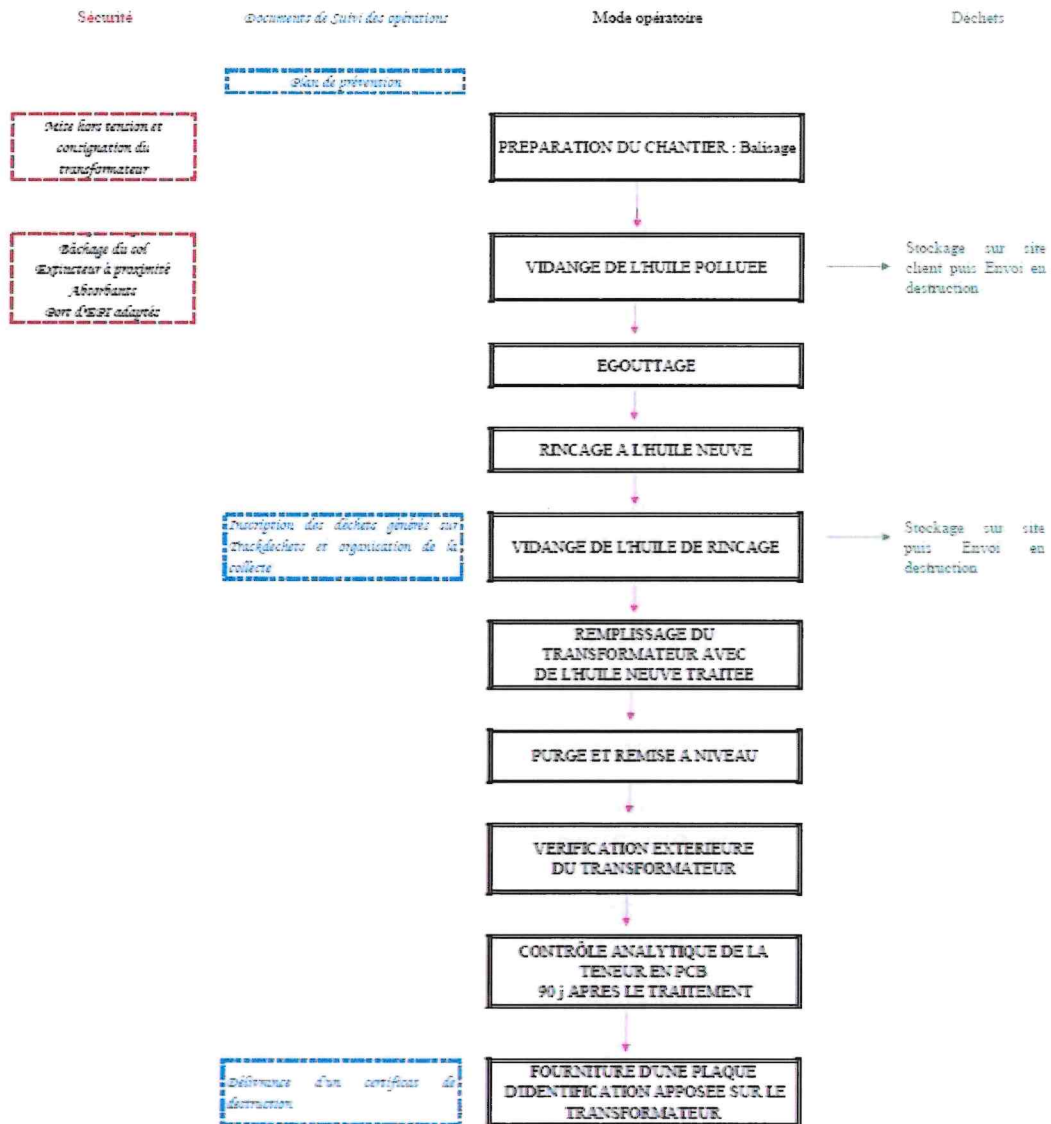 Sécurité
Documents de Suivi des opérations
Mode opératoire
Déchets
Plan de prévention
Mise hors tension et
consignation du
transformateur
PREPARATION DU CHANTIER : Balisage
Bâchage du sol
Extincteur à proximité
Absorbants
Port d'EPI adaptés
VIDANGE DE L'HUILE POLLUEE
Stockage sur site
client puis Envoi en
destruction
EGOUTTAGE
RINCAGE A L'HUILE NEUVE
Inscription des déchets générés sur
Trackdechets et organisation de la
collecte
VIDANGE DE L'HUILE DE RINCAGE
Stockage sur site
puis Envoi en
destruction
REMPLISSAGE DU
TRANSFORMATEUR AVEC
DE L'HUILE NEUVE TRAITEE
PURGE ET REMISE A NIVEAU
VERIFICATION EXTERIEURE
DU TRANSFORMATEUR
CONTRÔLE ANALYTIQUE DE LA
TENEUR EN PCB
90 j APRES LE TRAITEMENT
Délivrance d'un certificat de
destruction
FOURNITURE D'UNE PLAQUE
D'IDENTIFICATION APPOSEE SUR LE
TRANSFORMATEUR